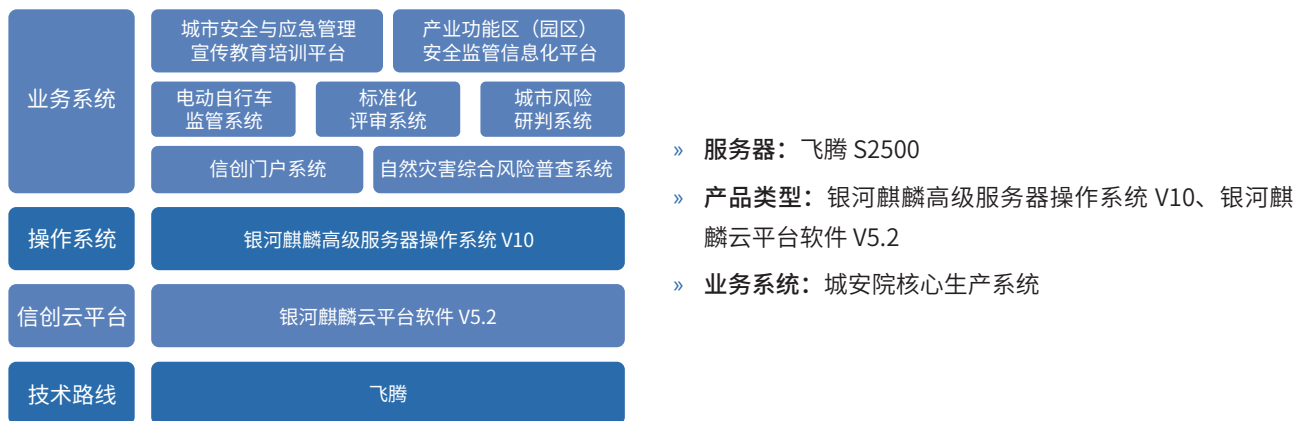 业务系统
城市安全与应急管理
宣传教育培训平台
产业功能区（园区）
安全监管信息化平台
电动自行车
监管系统
标准化
评审系统
城市风险
研判系统
信创门户系统
自然灾害综合风险普查系统
操作系统
银河麒麟高级服务器操作系统 V10
信创云平台
银河麒麟云平台软件 V5.2
技术路线
飞腾
» 服务器：飞腾 S2500
» 产品类型：银河麒麟高级服务器操作系统 V10、银河麒
麟云平台软件 V5.2
» 业务系统：城安院核心生产系统